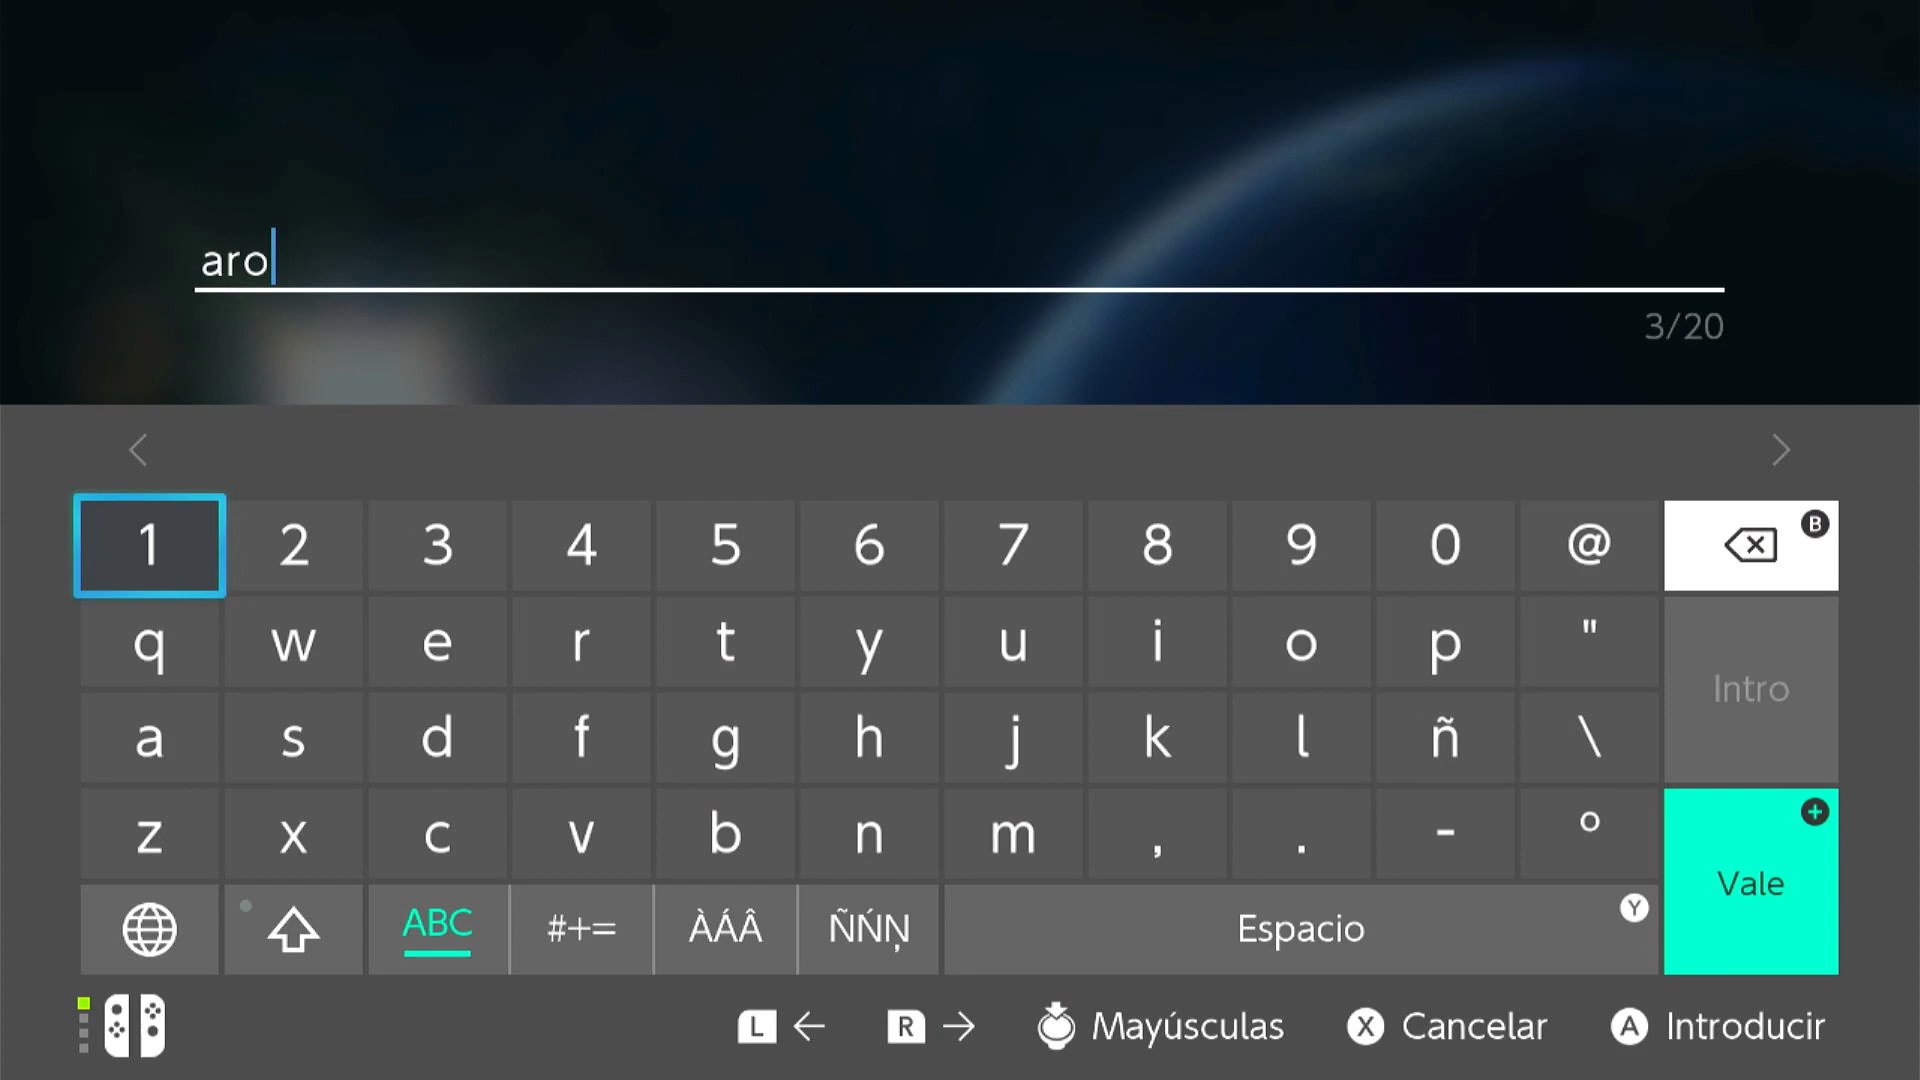 aro
3/20
1 2 3 4 5 6 7 8 9 0 @ B
q w e r t y u i o p "
Intro
a s d f g h j k l ñ \
z x c v b n m , . - º +
Vale
ABC #+= ÀÁÂ ÑŃŅ Espacio Y
L ← R → Mayúsculas X Cancelar A Introducir